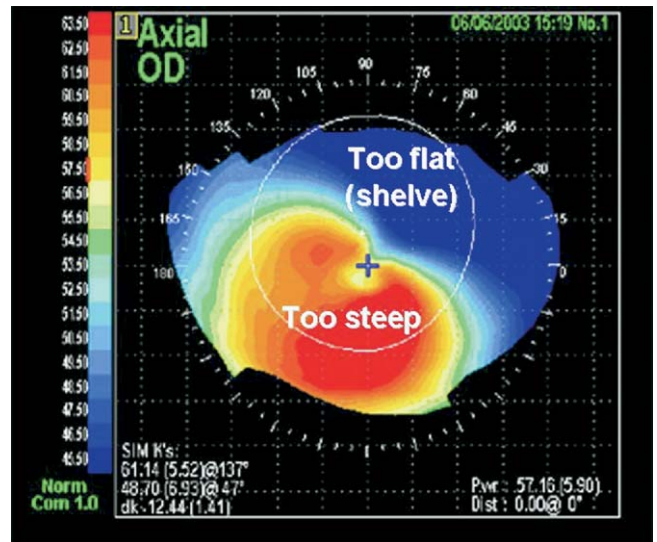 63.50
62.50
61.50
60.50
59.50
58.50
57.50
56.50
55.50
54.50
53.50
52.50
51.50
50.50
49.50
48.50
47.50
46.50
45.50
Norm
Com 1.0
1
Axial
OD
06/06/2003 15:19 No.1
90
105
75
120
60
135
45
150
30
165
15
180
0
Too flat
(shelve)
Too steep
SIM K's:
61.14 (5.52)@137°
48.70 (6.93)@ 47°
dk -12.44 (1.41)
Pwr : 57.16 (5.90)
Dist : 0.00@ 0°